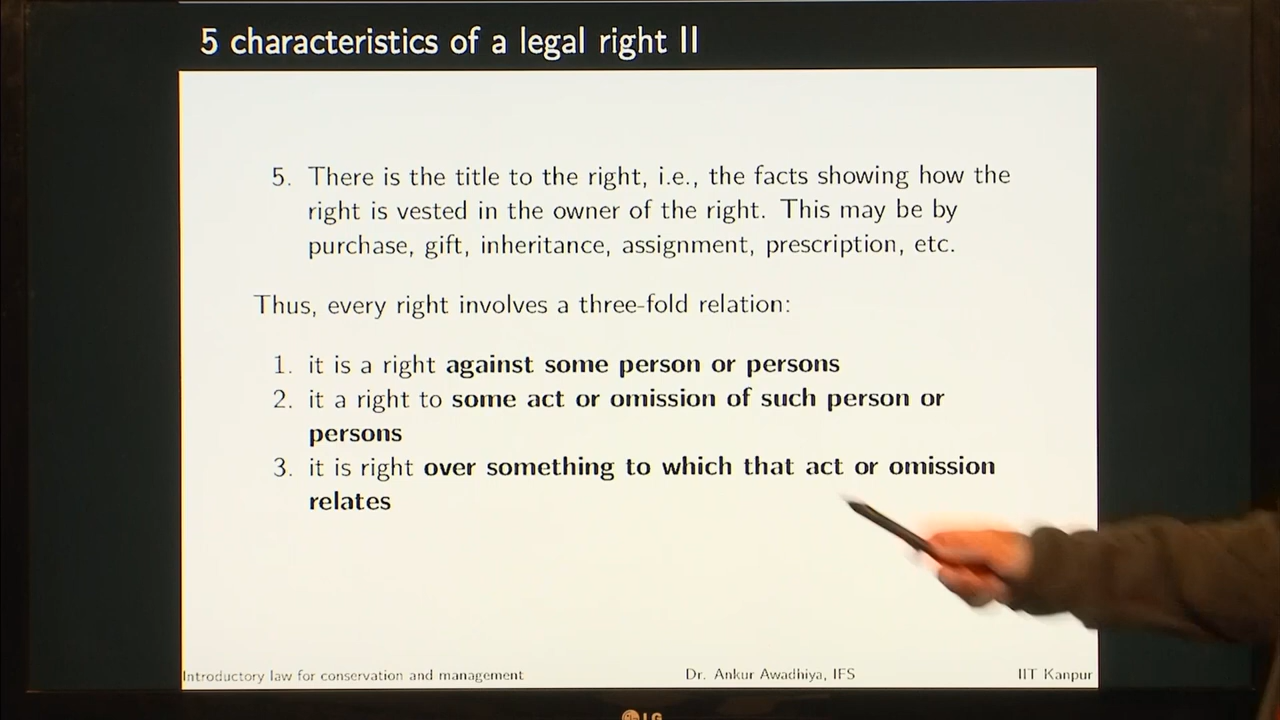 5 characteristics of a legal right II
5. There is the title to the right, i.e., the facts showing how the
right is vested in the owner of the right. This may be by
purchase, gift, inheritance, assignment, prescription, etc.
Thus, every right involves a three-fold relation:
1. it is a right against some person or persons
2. it a right to some act or omission of such person or
persons
3. it is right over something to which that act or omission
relates
Introductory law for conservation and management Dr. Ankur Awadhiya, IFS IIT Kanpur
LG